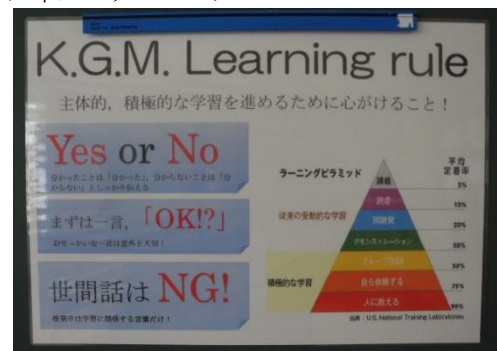 K.G.M. Learning rule
主体的，積極的な学習を進めるために心がけること！
Yes or No
分かったことは「分かった」，分からないことは「分
からない」としっかり伝える
まずは一言，「OK!?」
おせっかいな一言は意外と大切！
世間話は NG!
授業中は学習に関係する言葉だけ！
ラーニングピラミッド
平均
定着率
講義
5%
従来の受動的な学習
読書
10%
視聴覚
20%
デモンストレーション
30%
積極的な学習
グループ討論
50%
自ら体験する
75%
人に教える
90%
出典：U.S. National Training Laboratories